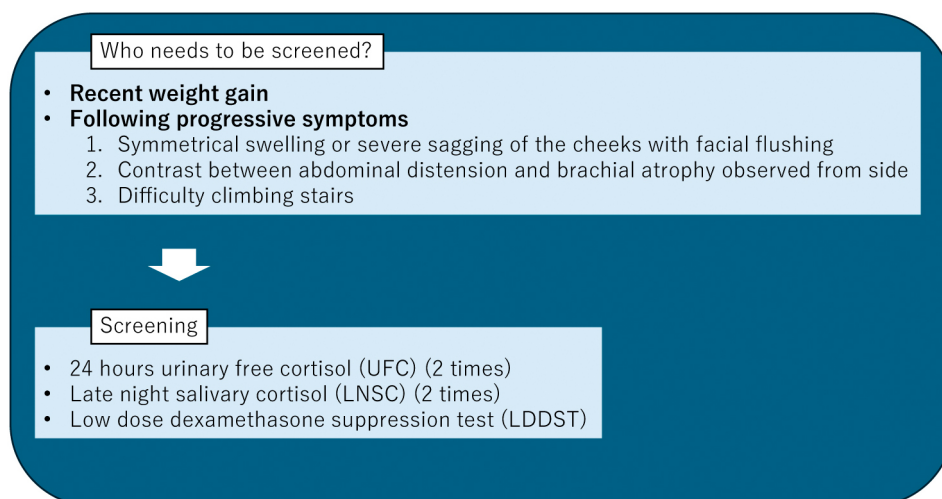 Who needs to be screened?
• Recent weight gain
• Following progressive symptoms
1. Symmetrical swelling or severe sagging of the cheeks with facial flushing
2. Contrast between abdominal distension and brachial atrophy observed from side
3. Difficulty climbing stairs
Screening
• 24 hours urinary free cortisol (UFC) (2 times)
• Late night salivary cortisol (LNSC) (2 times)
• Low dose dexamethasone suppression test (LDDST)